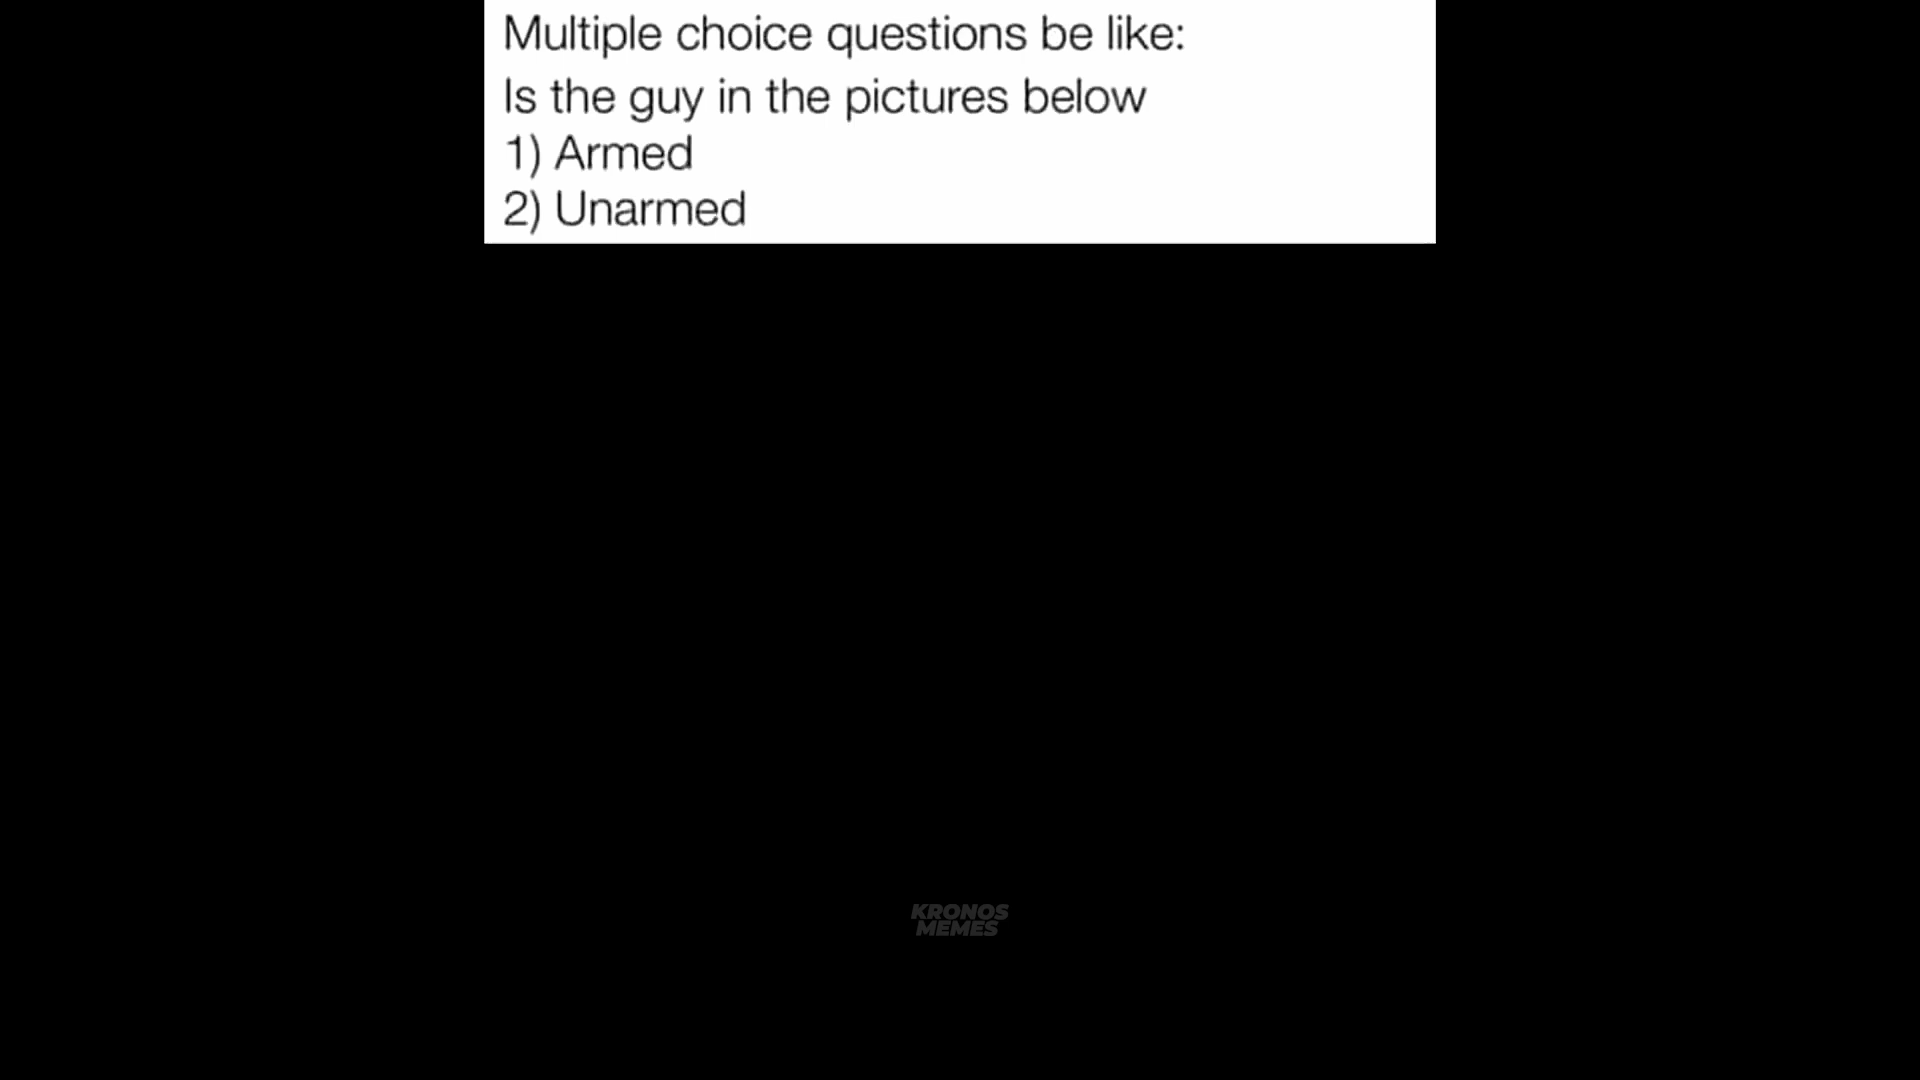 Multiple choice questions be like:
Is the guy in the pictures below
1) Armed
2) Unarmed
KRONOS
MEMES